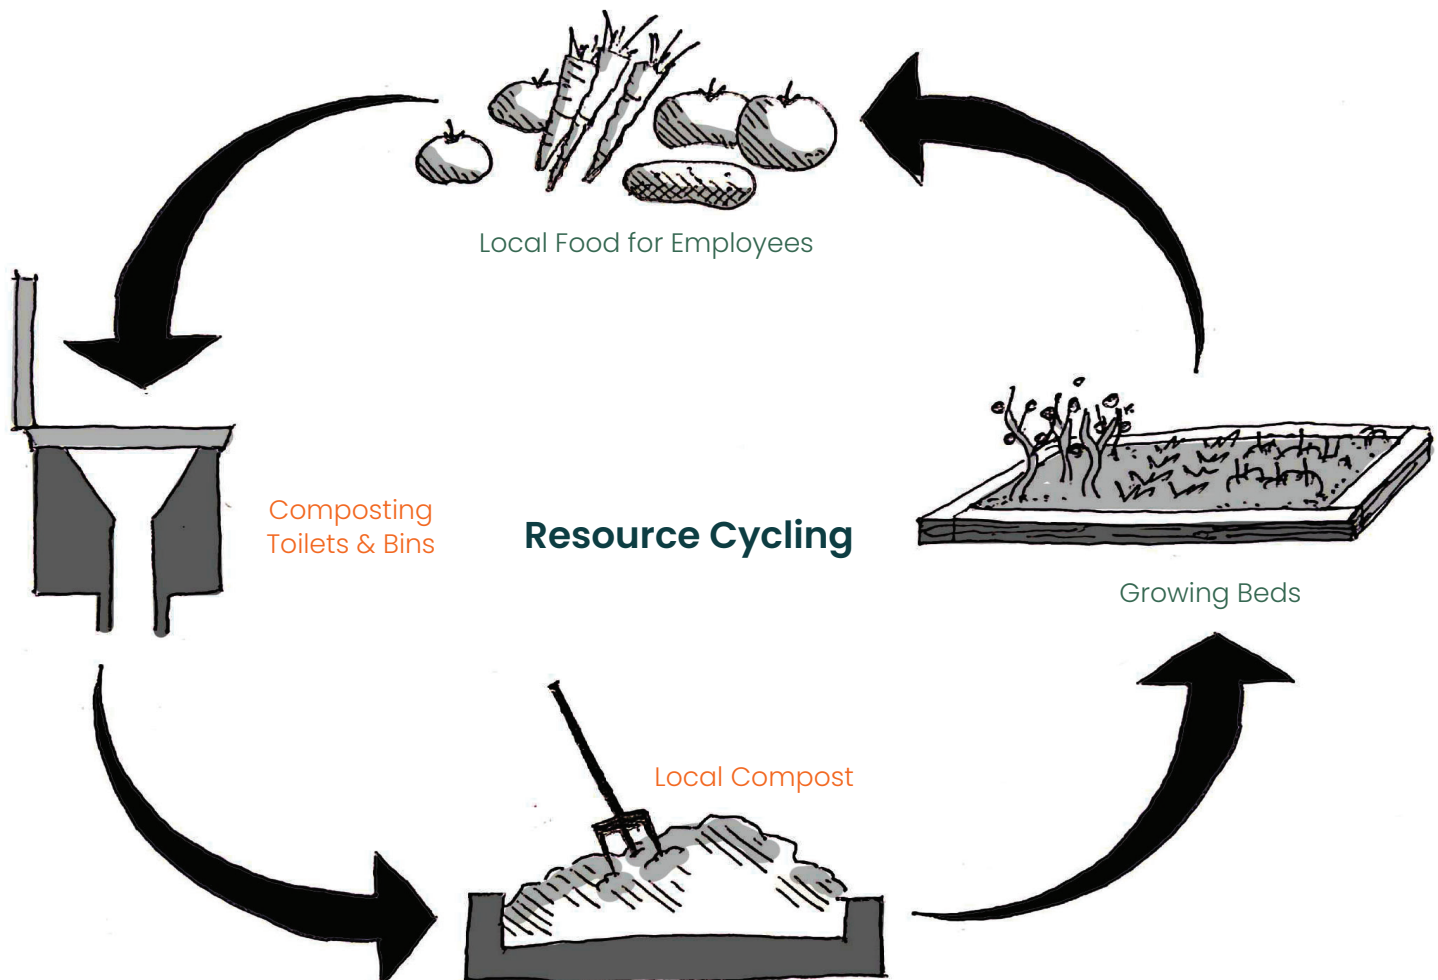 Local Food for Employees
Composting
Toilets & Bins
Resource Cycling
Growing Beds
Local Compost